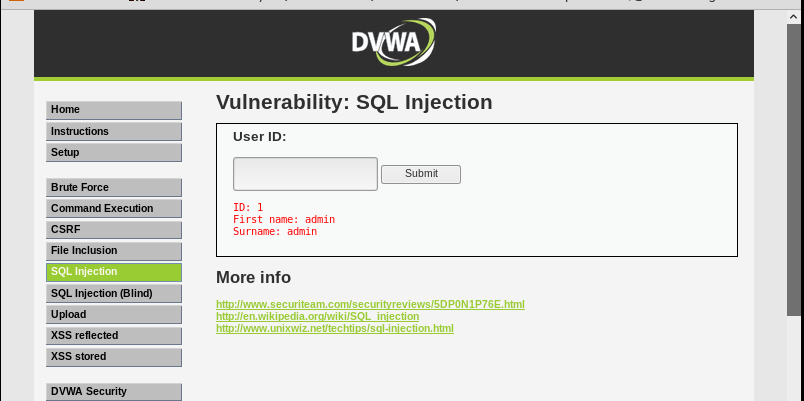 DVWA
Home
Instructions
Setup
Brute Force
Command Execution
CSRF
File Inclusion
SQL Injection
SQL Injection (Blind)
Upload
XSS reflected
XSS stored
DVWA Security
Vulnerability: SQL Injection
User ID:
Submit
ID: 1
First name: admin
Surname: admin
More info
http://www.securiteam.com/securityreviews/5DP0N1P76E.html
http://en.wikipedia.org/wiki/SQL_injection
http://www.unixwiz.net/techtips/sql-injection.html